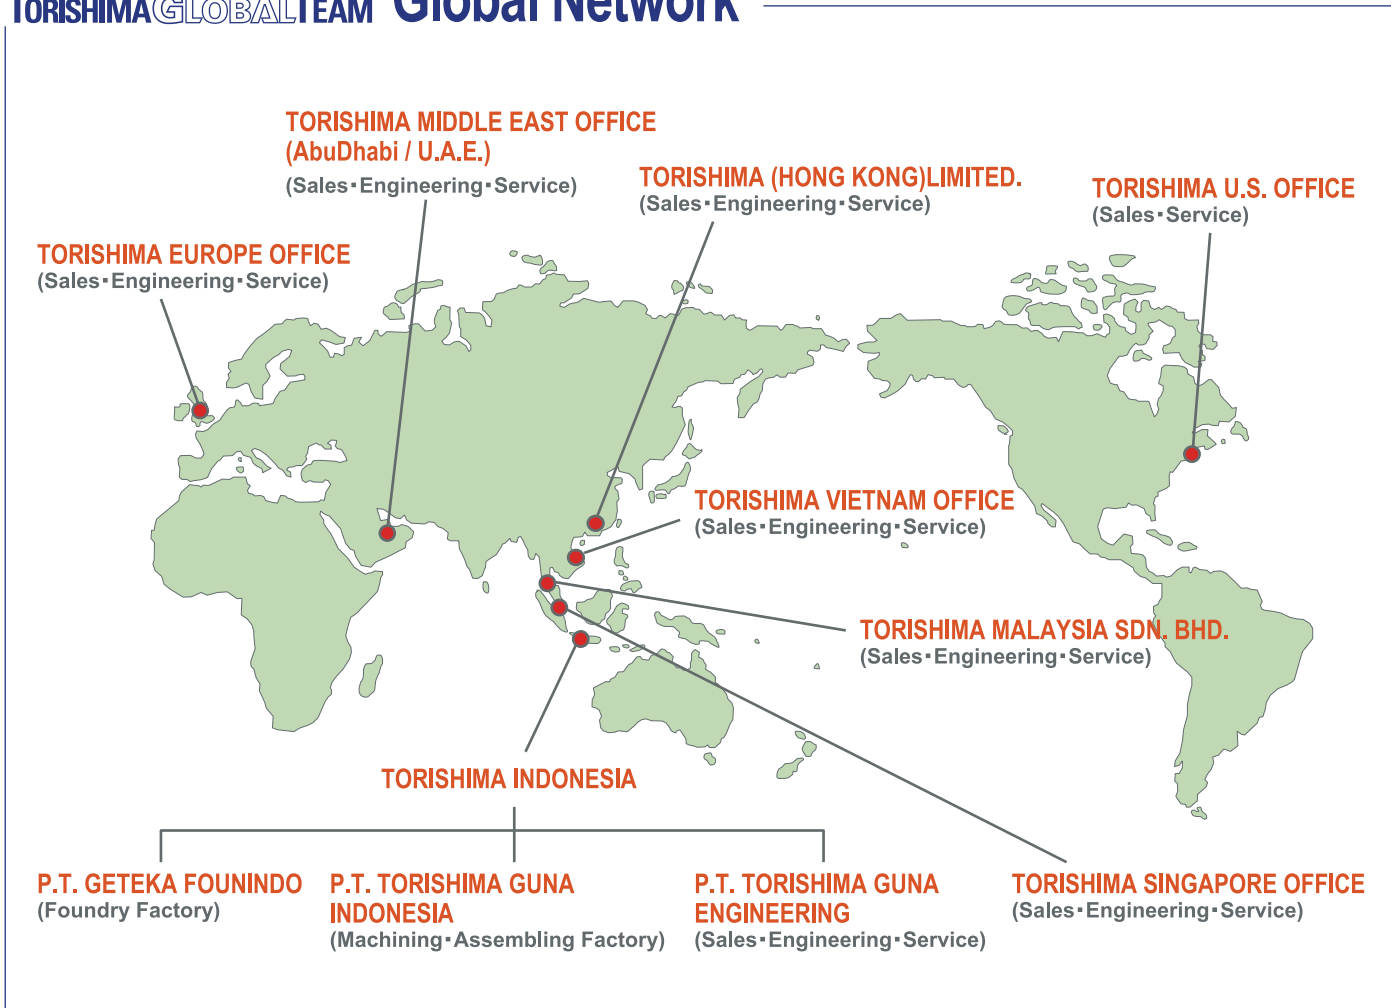 TORISHIMA GLOBAL TEAM Global Network
TORISHIMA MIDDLE EAST OFFICE
(AbuDhabi / U.A.E.)
(Sales･Engineering･Service)
TORISHIMA (HONG KONG)LIMITED.
(Sales･Engineering･Service)
TORISHIMA U.S. OFFICE
(Sales･Service)
TORISHIMA EUROPE OFFICE
(Sales･Engineering･Service)
TORISHIMA VIETNAM OFFICE
(Sales･Engineering･Service)
TORISHIMA MALAYSIA SDN. BHD.
(Sales･Engineering･Service)
TORISHIMA INDONESIA
P.T. GETEKA FOUNINDO
(Foundry Factory)
P.T. TORISHIMA GUNA
INDONESIA
(Machining･Assembling Factory)
P.T. TORISHIMA GUNA
ENGINEERING
(Sales･Engineering･Service)
TORISHIMA SINGAPORE OFFICE
(Sales･Engineering･Service)